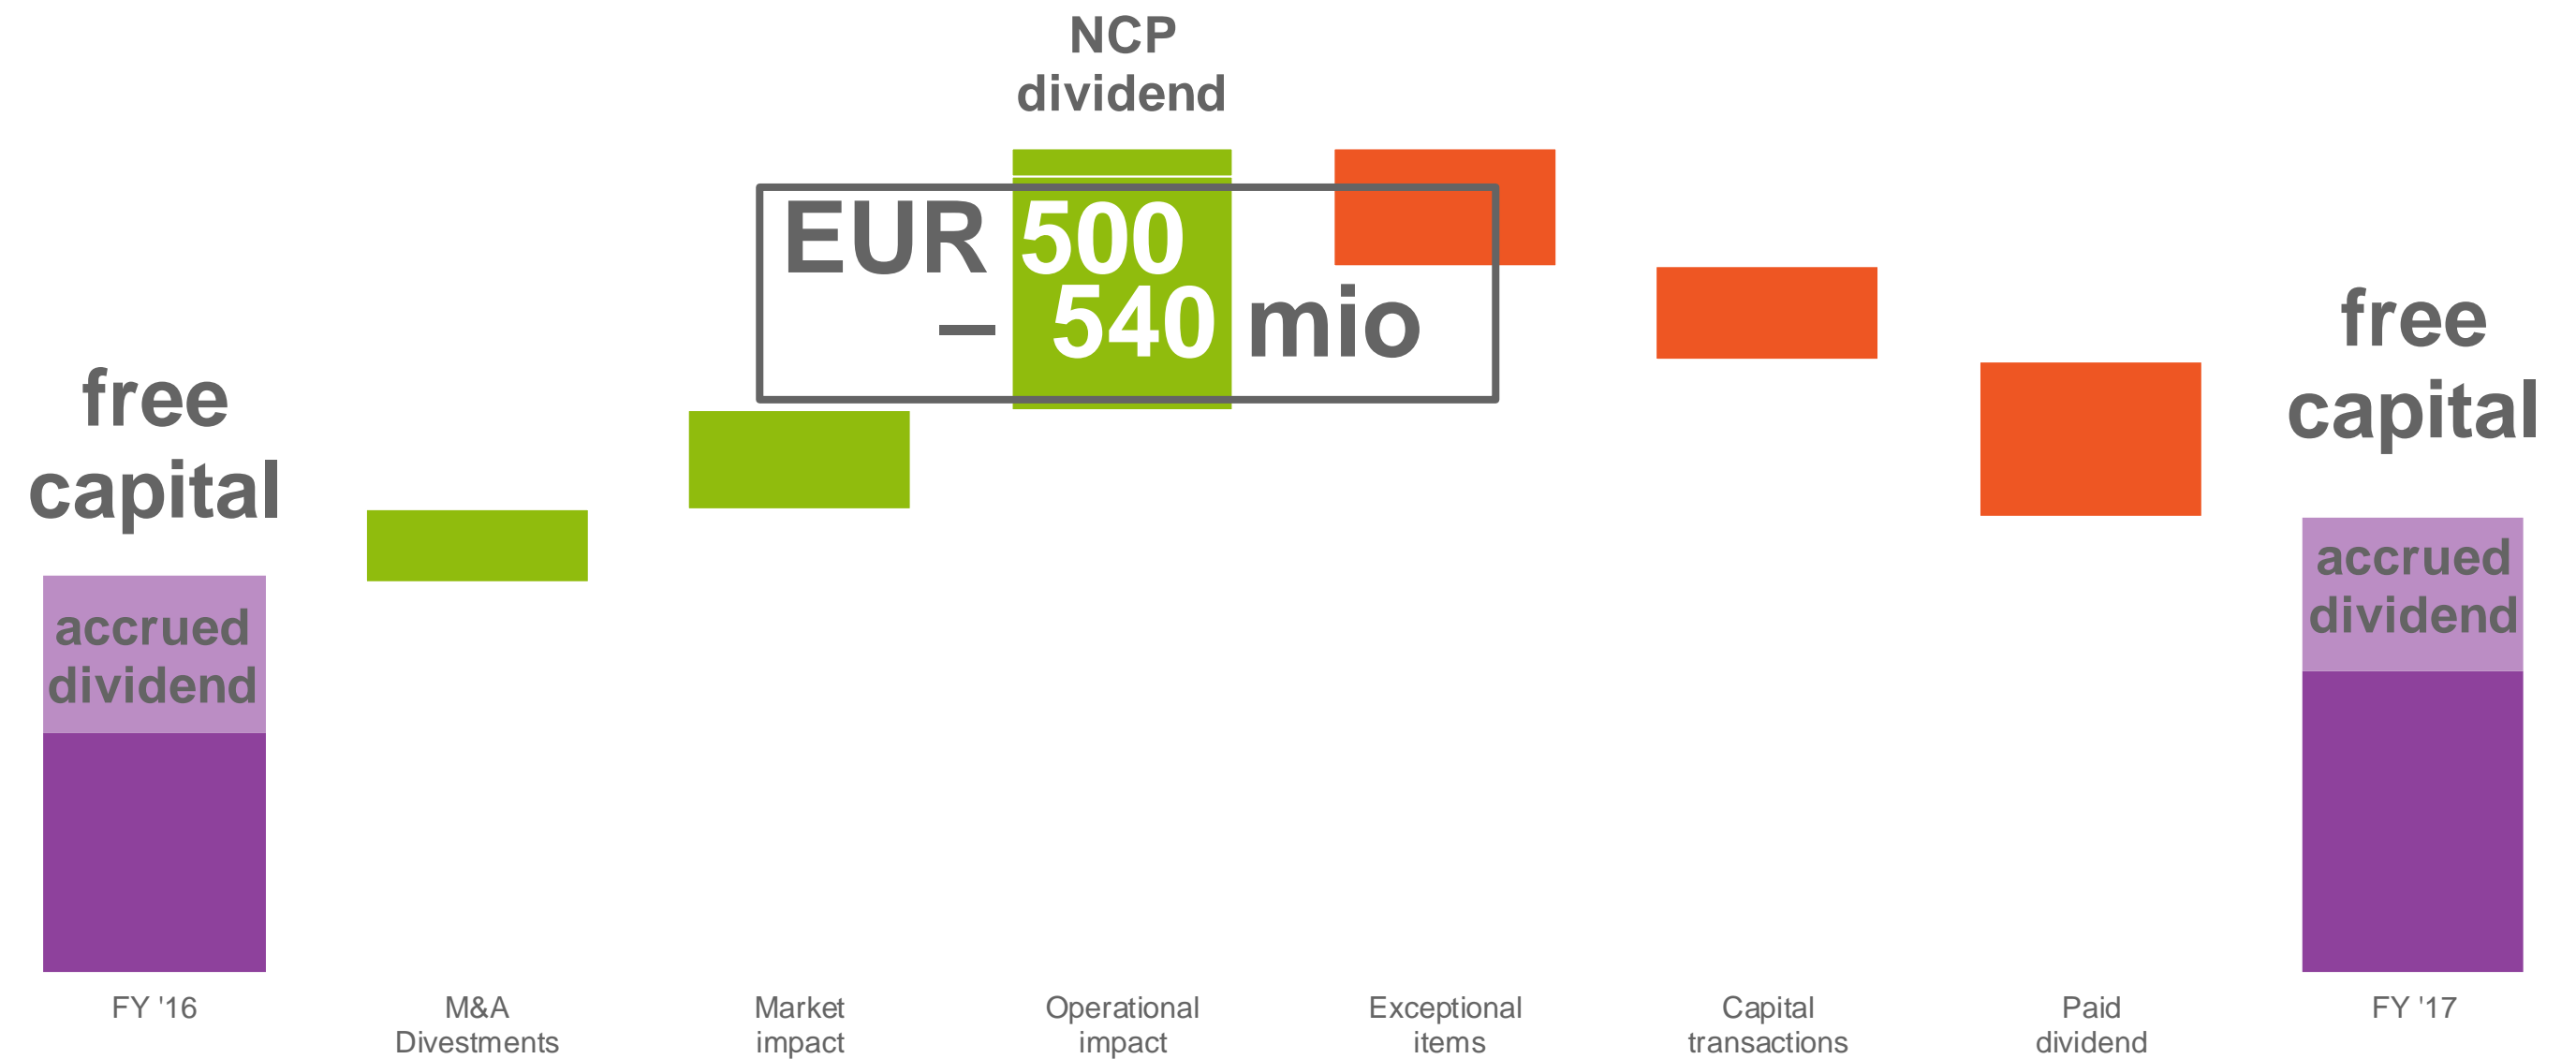 NCP
dividend
EUR 500
– 540 mio
free
capital
free
capital
accrued
dividend
accrued
dividend
FY '16
M&A
Divestments
Market
impact
Operational
impact
Exceptional
items
Capital
transactions
Paid
dividend
FY '17